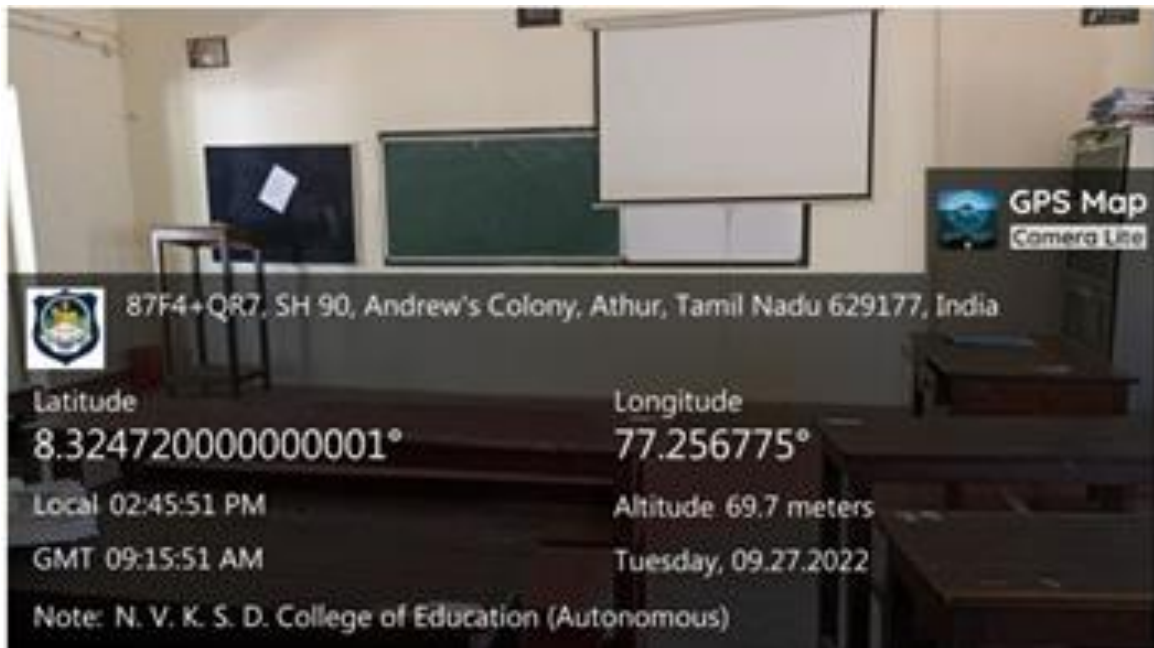 GPS Map
Camera Lite
87F4+QR7, SH 90, Andrew's Colony, Athur, Tamil Nadu 629177, India
Latitude
8.324720000000001°
Longitude
77.256775°
Local 02:45:51 PM
Altitude 69.7 meters
GMT 09:15:51 AM
Tuesday, 09.27.2022
Note: N. V. K. S. D. College of Education (Autonomous)